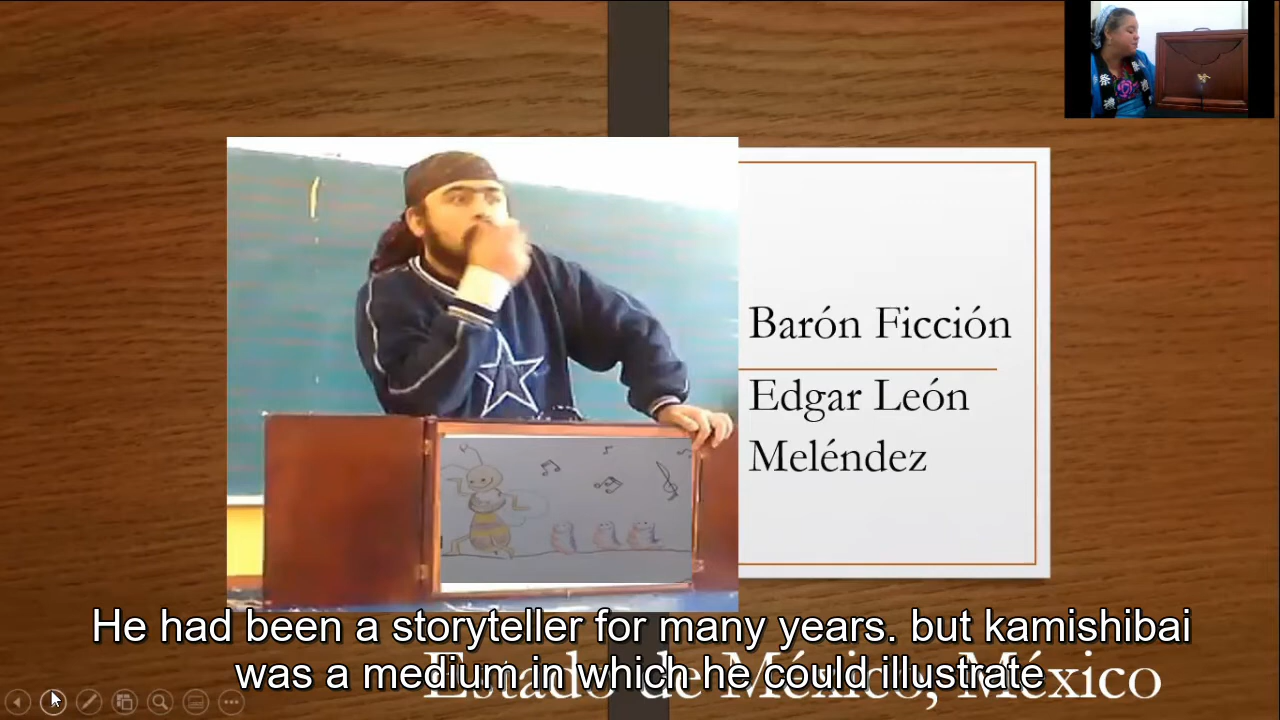 Barón Ficción
Edgar León
Meléndez
He had been a storyteller for many years. but kamishibai
was a medium in which he could illustrate
Estado de México, México